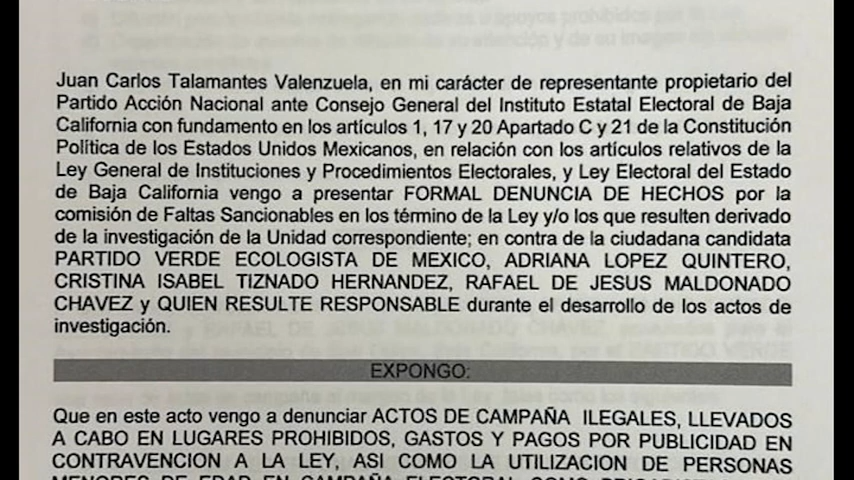 Juan Carlos Talamantes Valenzuela, en mi carácter de representante propietario del
Partido Acción Nacional ante Consejo General del Instituto Estatal Electoral de Baja
California con fundamento en los artículos 1, 17 y 20 Apartado C y 21 de la Constitución
Política de los Estados Unidos Mexicanos, en relación con los artículos relativos de la
Ley General de Instituciones y Procedimientos Electorales, y Ley Electoral del Estado
de Baja California vengo a presentar FORMAL DENUNCIA DE HECHOS por la
comisión de Faltas Sancionables en los término de la Ley y/o los que resulten derivado
de la investigación de la Unidad correspondiente; en contra de la ciudadana candidata
PARTIDO VERDE ECOLOGISTA DE MEXICO, ADRIANA LOPEZ QUINTERO,
CRISTINA ISABEL TIZNADO HERNANDEZ, RAFAEL DE JESUS MALDONADO
CHAVEZ y QUIEN RESULTE RESPONSABLE durante el desarrollo de los actos de
investigación.
EXPONGO:
Que en este acto vengo a denunciar ACTOS DE CAMPAÑA ILEGALES, LLEVADOS
A CABO EN LUGARES PROHIBIDOS, GASTOS Y PAGOS POR PUBLICIDAD EN
CONTRAVENCION A LA LEY, ASI COMO LA UTILIZACION DE PERSONAS
MENORES DE EDAD EN CAMPAÑA ELECTORAL COMO